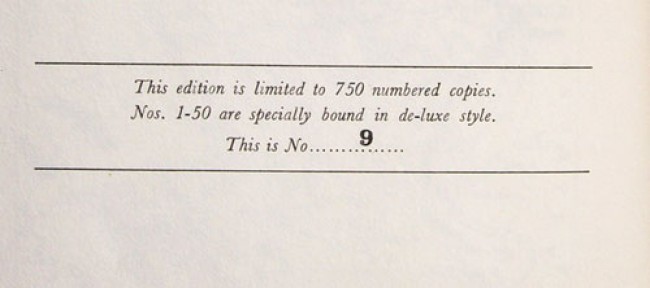 This edition is limited to 750 numbered copies.
Nos. 1-50 are specially bound in de-luxe style.
This is No.........9......